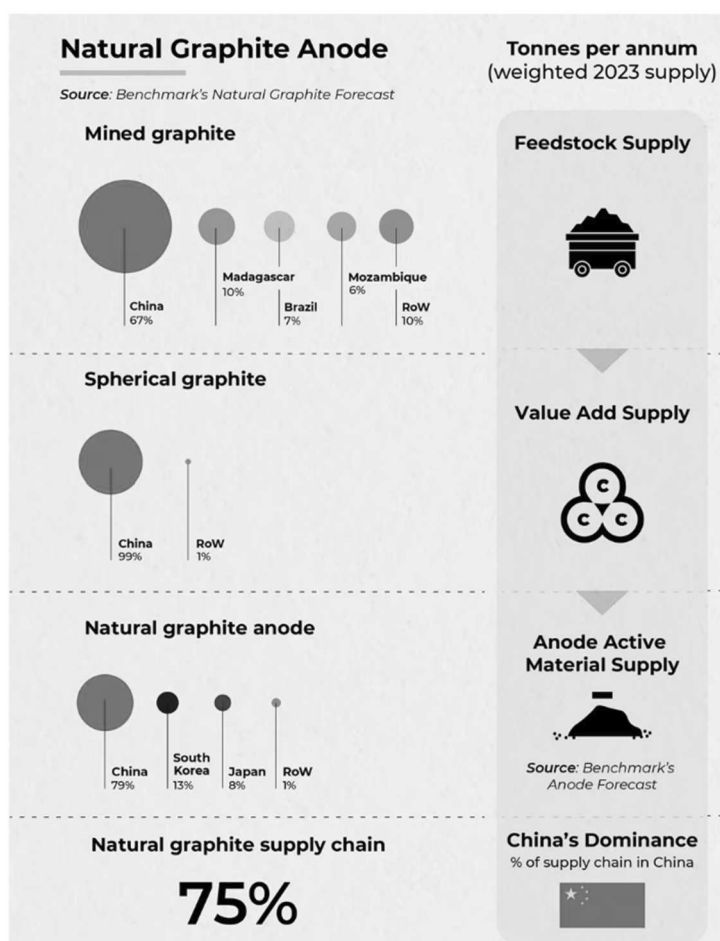 Natural Graphite Anode
Source: Benchmark's Natural Graphite Forecast
Tonnes per annum
(weighted 2023 supply)
Mined graphite
China
67%
Madagascar
10%
Brazil
7%
Mozambique
6%
RoW
10%
Feedstock Supply
Spherical graphite
China
99%
RoW
1%
Value Add Supply
C
C C
Natural graphite anode
China
79%
South
Korea
13%
Japan
8%
RoW
1%
Anode Active
Material Supply
Source: Benchmark's
Anode Forecast
Natural graphite supply chain
75%
China's Dominance
% of supply chain in China